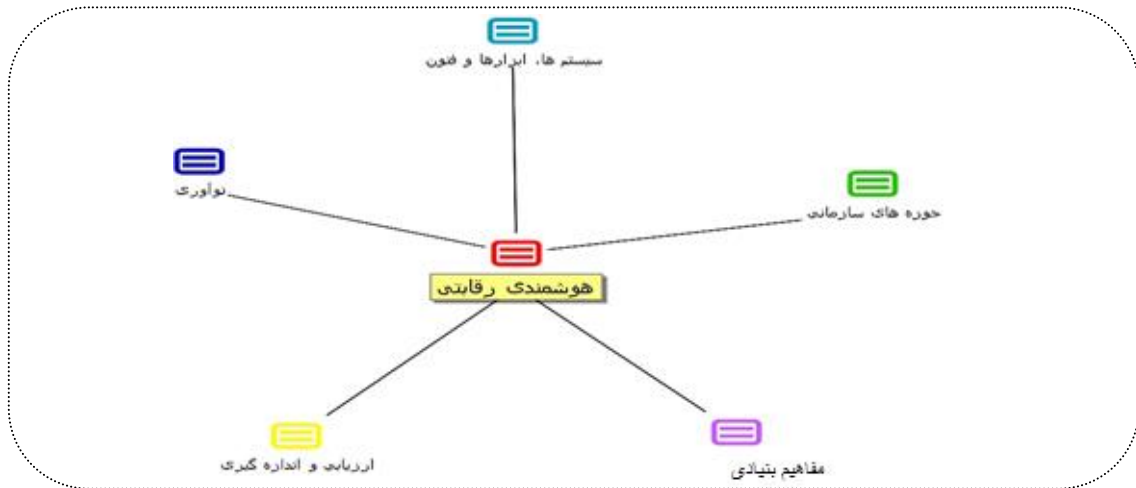 سیستم ها، ابزارها و فنون
نوآوری
حوزه های سازمانی
هوشمندی رقابتی
ارزیابی و اندازه گیری
مفاهیم بنیادی